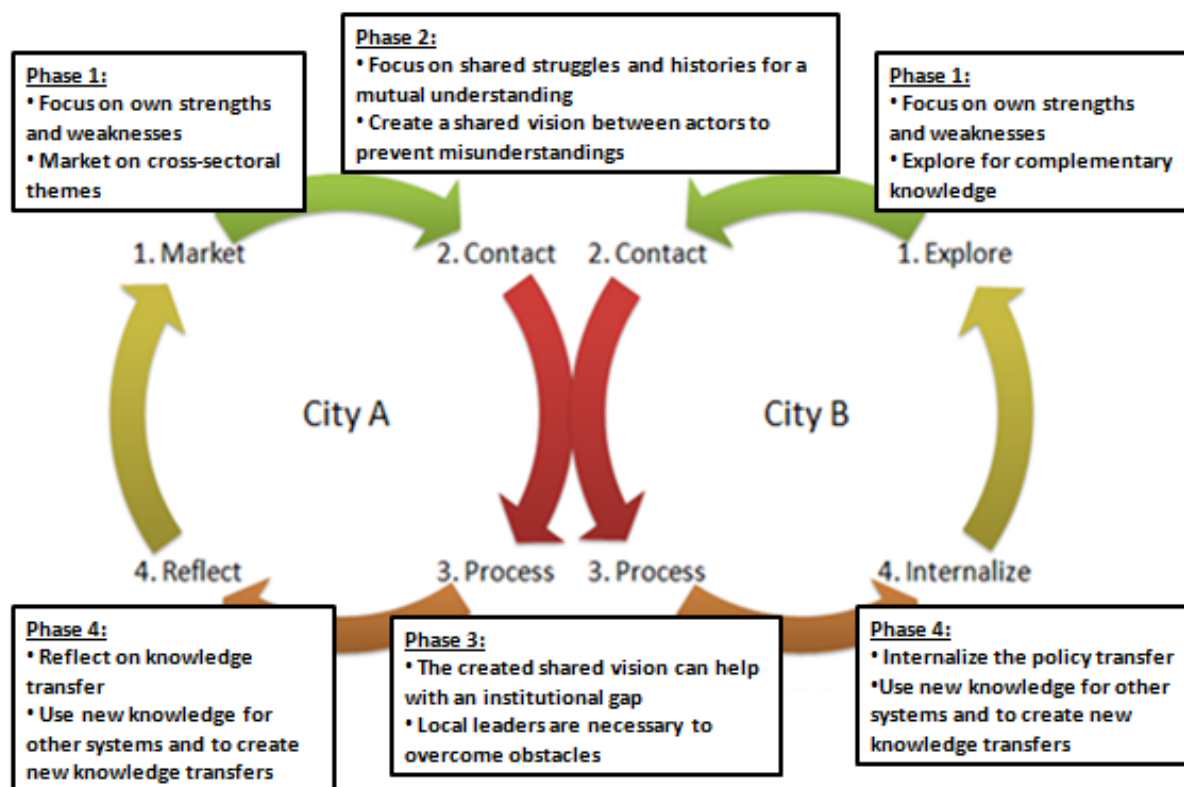 Phase 1:
• Focus on own strengths
and weaknesses
• Market on cross-sectoral
themes
Phase 2:
• Focus on shared struggles and histories for a
mutual understanding
• Create a shared vision between actors to
prevent misunderstandings
Phase 1:
• Focus on own strengths
and weaknesses
• Explore for complementary
knowledge
1. Market
2. Contact
2. Contact
1. Explore
City A
City B
4. Reflect
3. Process
3. Process
4. Internalize
Phase 4:
• Reflect on knowledge
transfer
• Use new knowledge for
other systems and to create
new knowledge transfers
Phase 3:
• The created shared vision can help
with an institutional gap
• Local leaders are necessary to
overcome obstacles
Phase 4:
• Internalize the policy transfer
•Use new knowledge for other
systems and to create new
knowledge transfers